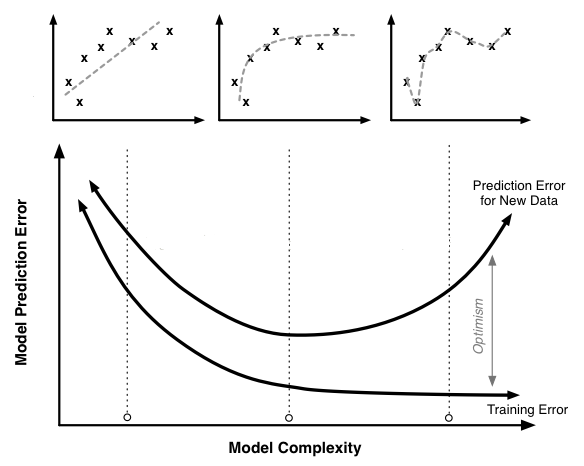 Prediction Error
for New Data
Model Prediction Error
Optimism
Training Error
Model Complexity